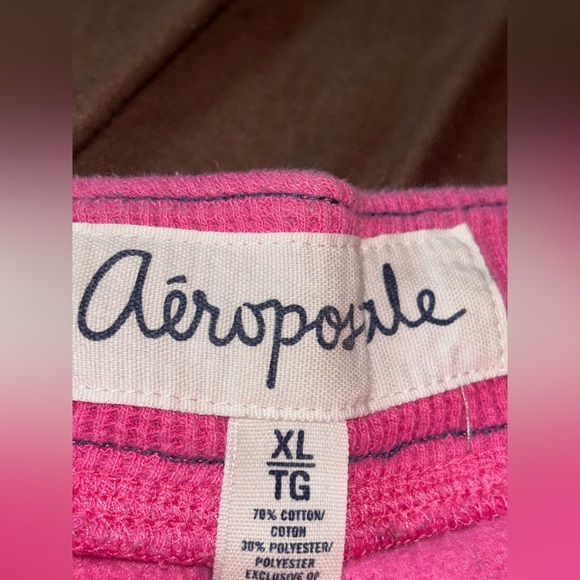 Aéropostale
XL
TG
70% COTTON/
COTON
30% POLYESTER/
POLYESTER
EXCLUSIVE OF